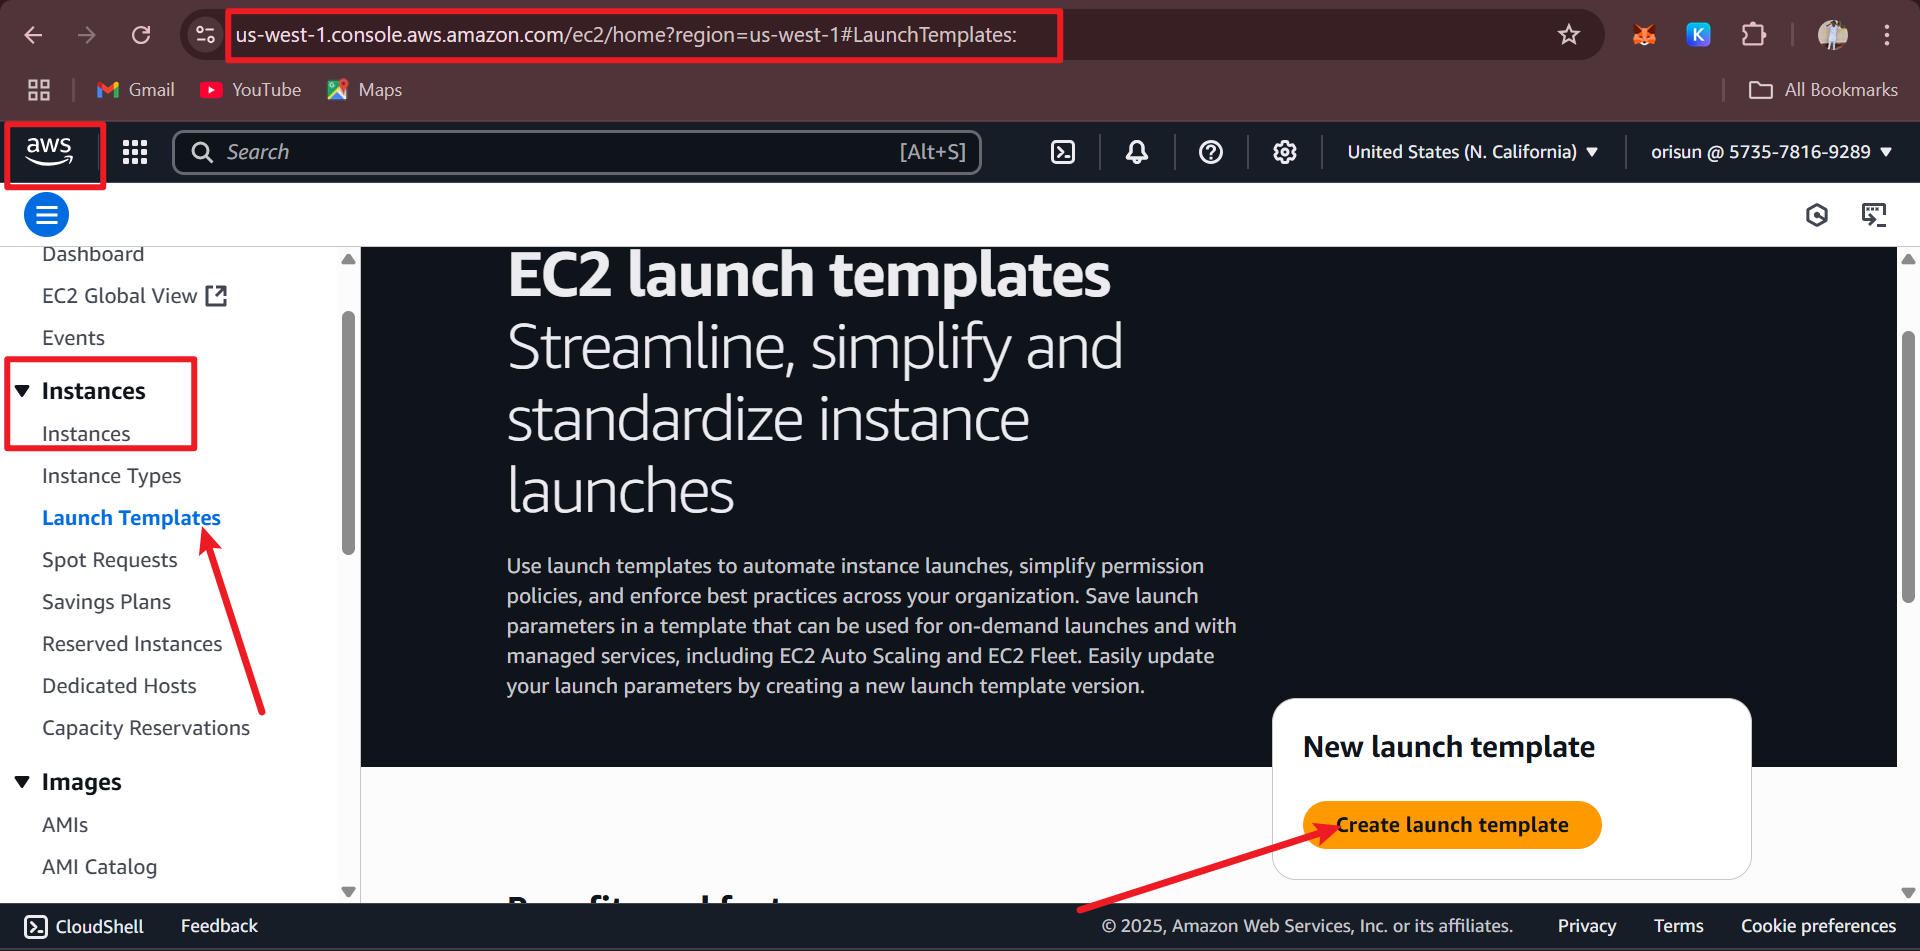 us-west-1.console.aws.amazon.com/ec2/home?region=us-west-1#LaunchTemplates:
K
Gmail
YouTube
Maps
All Bookmarks
aws
Search
[Alt+S]
United States (N. California)
orisun @ 5735-7816-9289
Dashboard
EC2 Global View
Events
Instances
Instances
Instance Types
Launch Templates
Spot Requests
Savings Plans
Reserved Instances
Dedicated Hosts
Capacity Reservations
Images
AMIs
AMI Catalog
EC2 launch templates
Streamline, simplify and
standardize instance
launches
Use launch templates to automate instance launches, simplify permission
policies, and enforce best practices across your organization. Save launch
parameters in a template that can be used for on-demand launches and with
managed services, including EC2 Auto Scaling and EC2 Fleet. Easily update
your launch parameters by creating a new launch template version.
New launch template
Create launch template
CloudShell
Feedback
© 2025, Amazon Web Services, Inc. or its affiliates.
Privacy
Terms
Cookie preferences